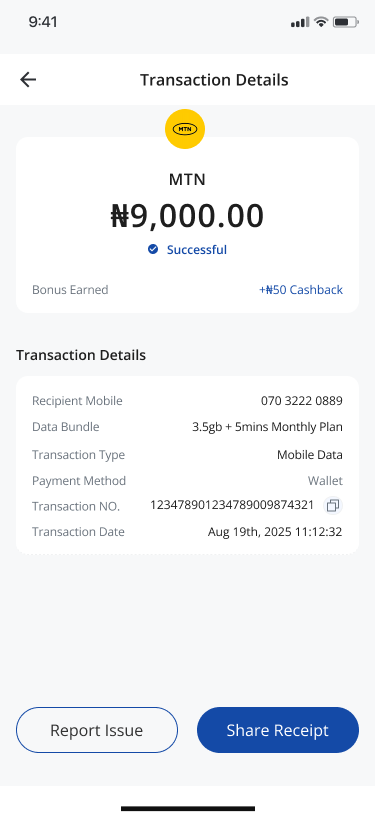 9:41
Transaction Details
MTN
MTN
₦9,000.00
Successful
Bonus Earned +₦50 Cashback
Transaction Details
Recipient Mobile 070 3222 0889
Data Bundle 3.5gb + 5mins Monthly Plan
Transaction Type Mobile Data
Payment Method Wallet
Transaction NO. 123478901234789009874321
Transaction Date Aug 19th, 2025 11:12:32
Report Issue Share Receipt